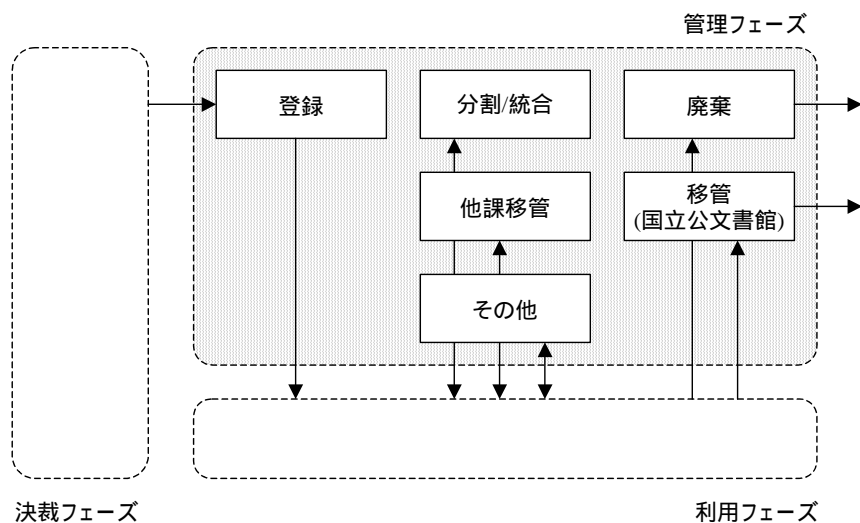 管理フェーズ
登録
分割/統合
廃棄
他課移管
移管
(国立公文書館)
その他
決裁フェーズ
利用フェーズ